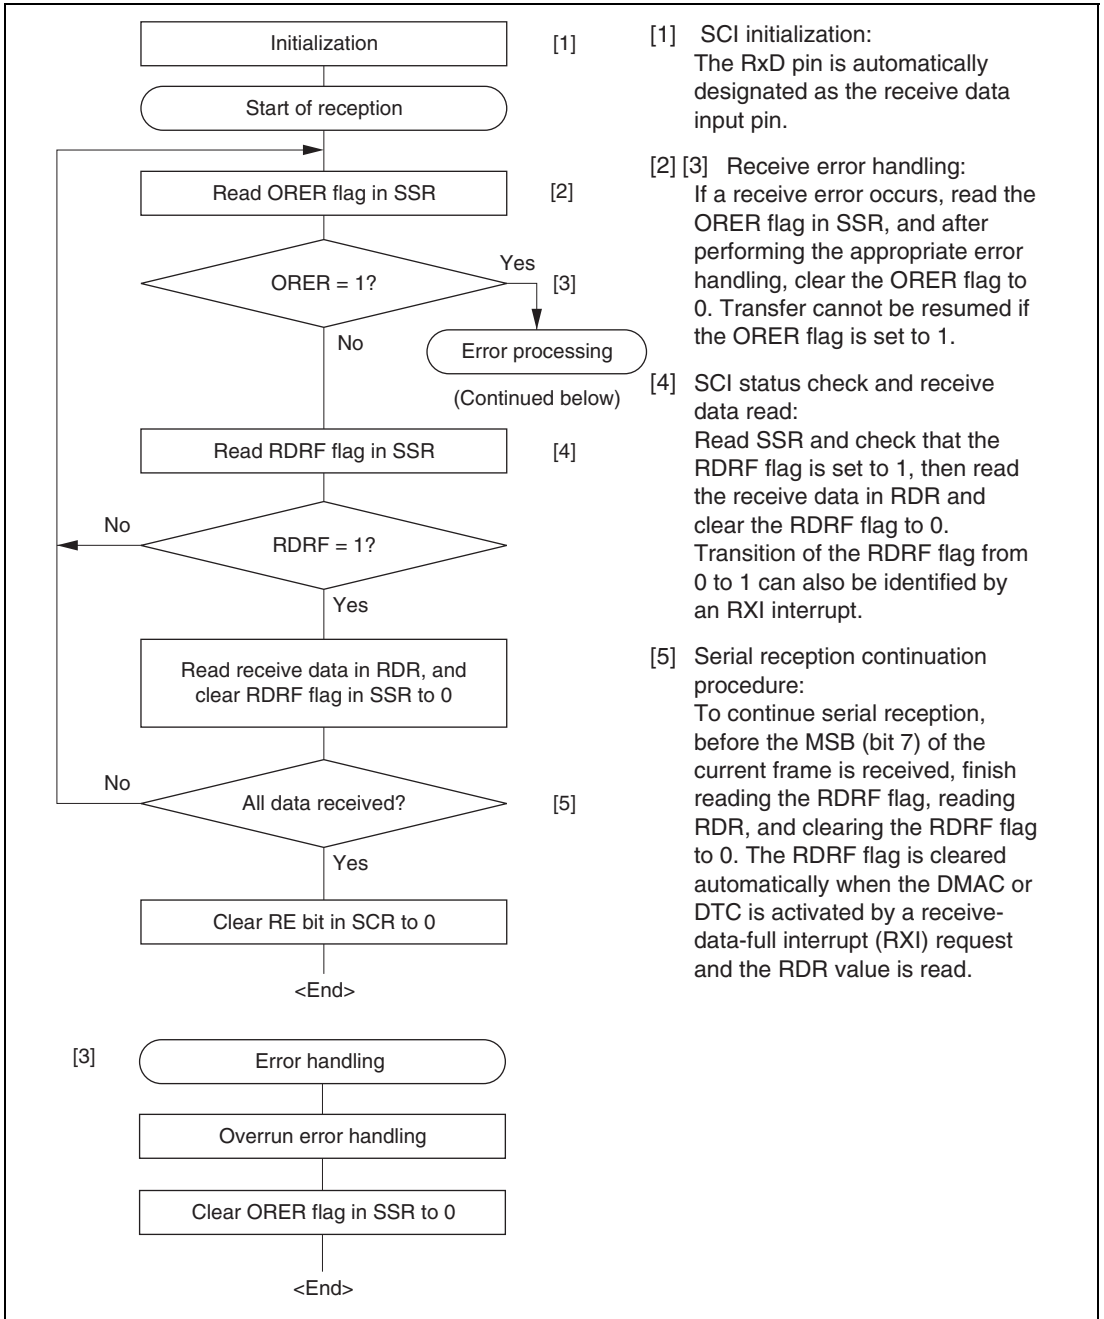 Initialization
[1]
Start of reception
Read ORER flag in SSR
[2]
ORER = 1?
Yes
[3]
No
Error processing
(Continued below)
Read RDRF flag in SSR
[4]
No
RDRF = 1?
Yes
Read receive data in RDR, and
clear RDRF flag in SSR to 0
No
All data received?
[5]
Yes
Clear RE bit in SCR to 0
<End>
[3]
Error handling
Overrun error handling
Clear ORER flag in SSR to 0
<End>
[1] SCI initialization:
The RxD pin is automatically
designated as the receive data
input pin.
[2] [3] Receive error handling:
If a receive error occurs, read the
ORER flag in SSR, and after
performing the appropriate error
handling, clear the ORER flag to
0. Transfer cannot be resumed if
the ORER flag is set to 1.
[4] SCI status check and receive
data read:
Read SSR and check that the
RDRF flag is set to 1, then read
the receive data in RDR and
clear the RDRF flag to 0.
Transition of the RDRF flag from
0 to 1 can also be identified by
an RXI interrupt.
[5] Serial reception continuation
procedure:
To continue serial reception,
before the MSB (bit 7) of the
current frame is received, finish
reading the RDRF flag, reading
RDR, and clearing the RDRF flag
to 0. The RDRF flag is cleared
automatically when the DMAC or
DTC is activated by a receive-
data-full interrupt (RXI) request
and the RDR value is read.